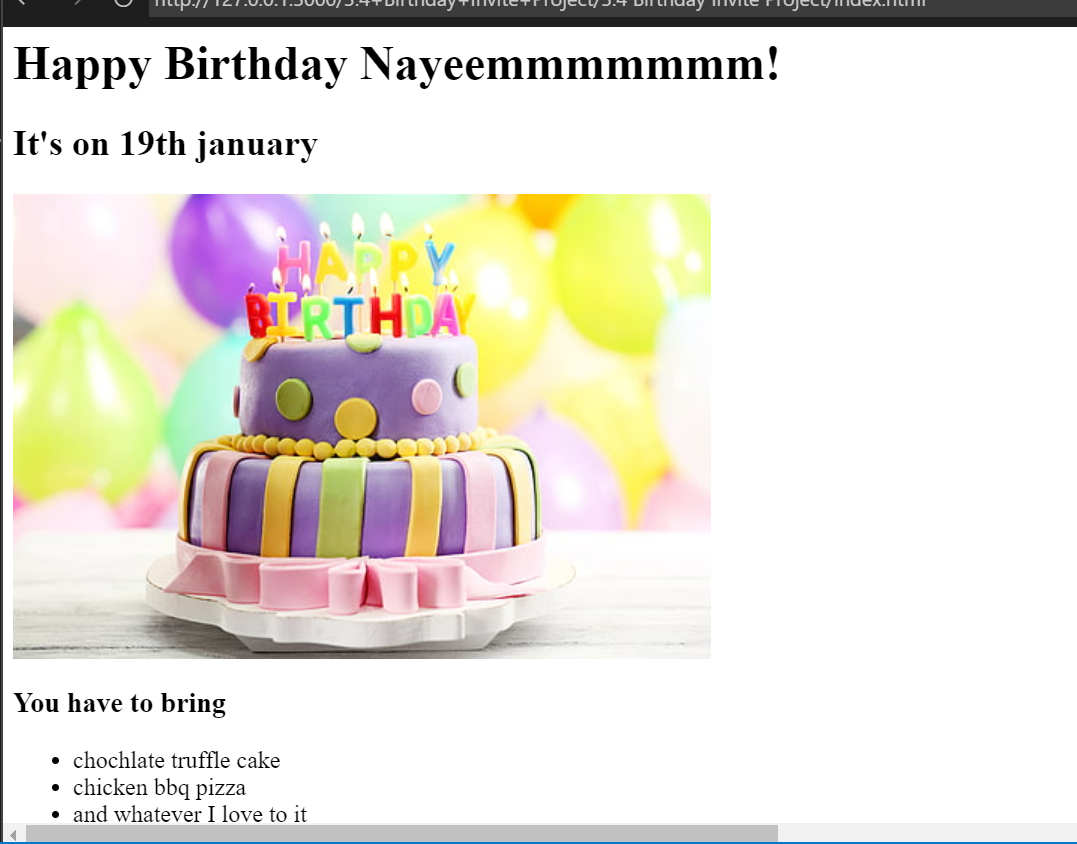 http://127.0.0.1:3000/3.4+Birthday+Invite+Project/3.4 Birthday Invite Project/index.html
Happy Birthday Nayeemmmmmmm!
It's on 19th january
HAPPY
BIRTHDAY
You have to bring
chochlate truffle cake
chicken bbq pizza
and whatever I love to it